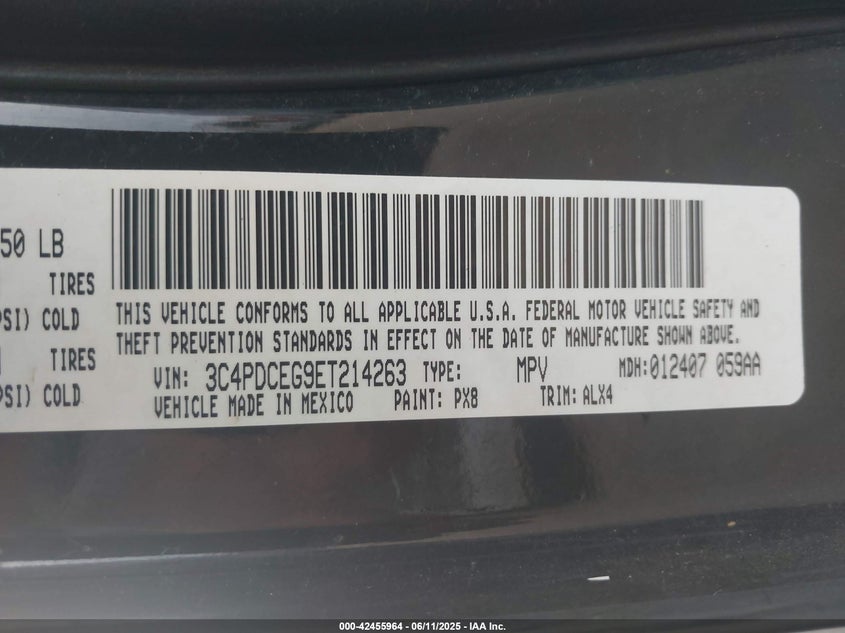 50 LB
TIRES
PSI) COLD
TIRES
PSI) COLD
THIS VEHICLE CONFORMS TO ALL APPLICABLE U.S.A. FEDERAL MOTOR VEHICLE SAFETY AND
THEFT PREVENTION STANDARDS IN EFFECT ON THE DATE OF MANUFACTURE SHOWN ABOVE.
VIN: 3C4PDCEG9ET214263 TYPE: MPV MDH:012407 059AA
VEHICLE MADE IN MEXICO PAINT: PX8 TRIM: ALX4
000-42455964 - 06/11/2025 - IAA Inc.